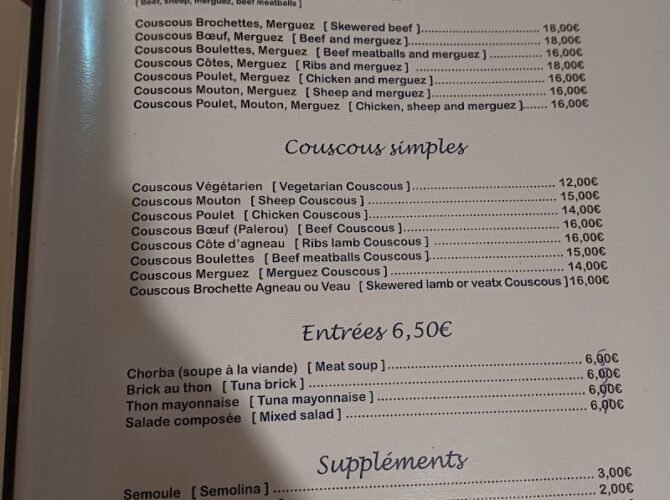 [ Beef, sheep, merguez, beef meatballs ]
Couscous Brochettes, Merguez [ Skewered beef ]................................ 18,00€
Couscous Bœuf, Merguez [ Beef and merguez ]................................ 18,00€
Couscous Boulettes, Merguez [ Beef meatballs and merguez ] ............. 16,00€
Couscous Côtes, Merguez [ Ribs and merguez ] ................................ 18,00€
Couscous Poulet, Merguez [ Chicken and merguez ]............................ 16,00€
Couscous Mouton, Merguez [ Sheep and merguez ]............................. 16,00€
Couscous Poulet, Mouton, Merguez [ Chicken, sheep and merguez ]....... 16,00€
Couscous simples
Couscous Végétarien [ Vegetarian Couscous ]................................... 12,00€
Couscous Mouton [ Sheep Couscous ] ............................................... 15,00€
Couscous Poulet [ Chicken Couscous ]............................................... 14,00€
Couscous Bœuf (Palerou) [ Beef Couscous ]....................................... 16,00€
Couscous Côte d'agneau [ Ribs lamb Couscous ] ................................ 16,00€
Couscous Boulettes [ Beef meatballs Couscous ]................................. 15,00€
Couscous Merguez [ Merguez Couscous ] .......................................... 14,00€
Couscous Brochette Agneau ou Veau [ Skewered lamb or veatx Couscous ]16,00€
Entrées 6,50€
Chorba (soupe à la viande) [ Meat soup ]............................................... 6,00€
Brick au thon [ Tuna brick ] ................................................................ 6,00€
Thon mayonnaise [ Tuna mayonnaise ] ................................................ 6,00€
Salade composée [ Mixed salad ] ........................................................ 6,00€
Suppléments
Semoule [ Semolina ] ........................................................................ 3,00€
2,00€